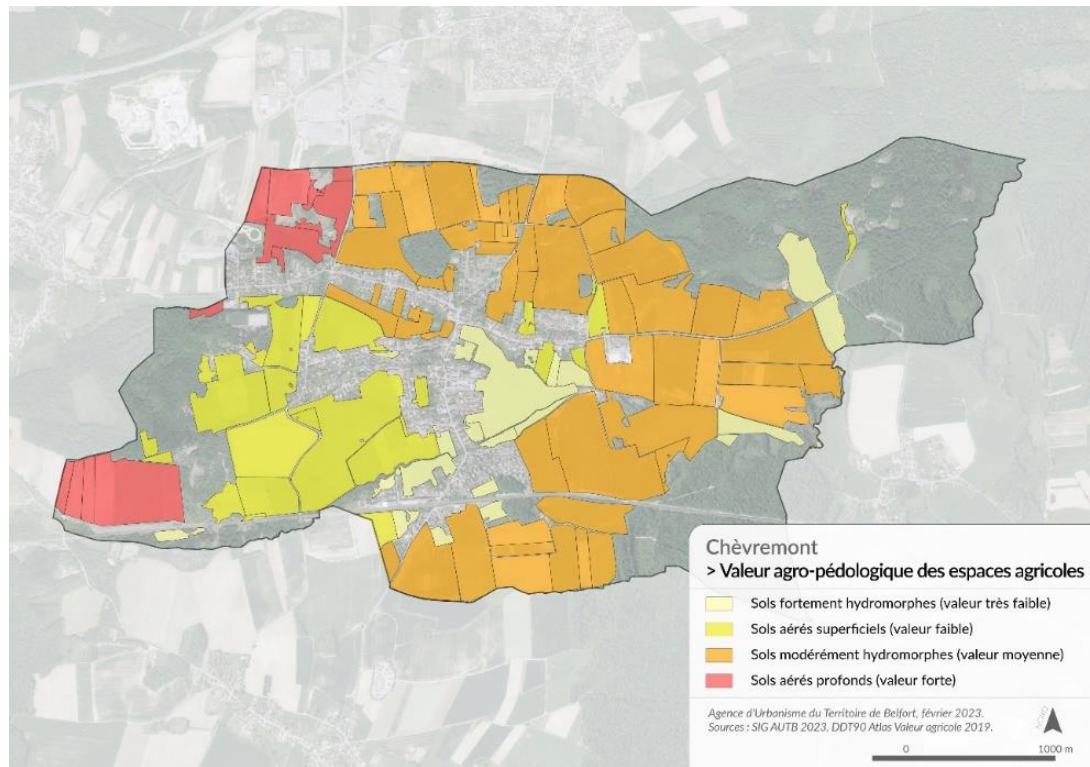 Chèvremont
> Valeur agro-pédologique des espaces agricoles
Sols fortement hydromorphes (valeur très faible)
Sols aérés superficiels (valeur faible)
Sols modérément hydromorphes (valeur moyenne)
Sols aérés profonds (valeur forte)
Agence d'Urbanisme du Territoire de Belfort, février 2023.
Sources : SIG AUTB 2023, DDT90 Atlas Valeur agricole 2019.
0
1000 m